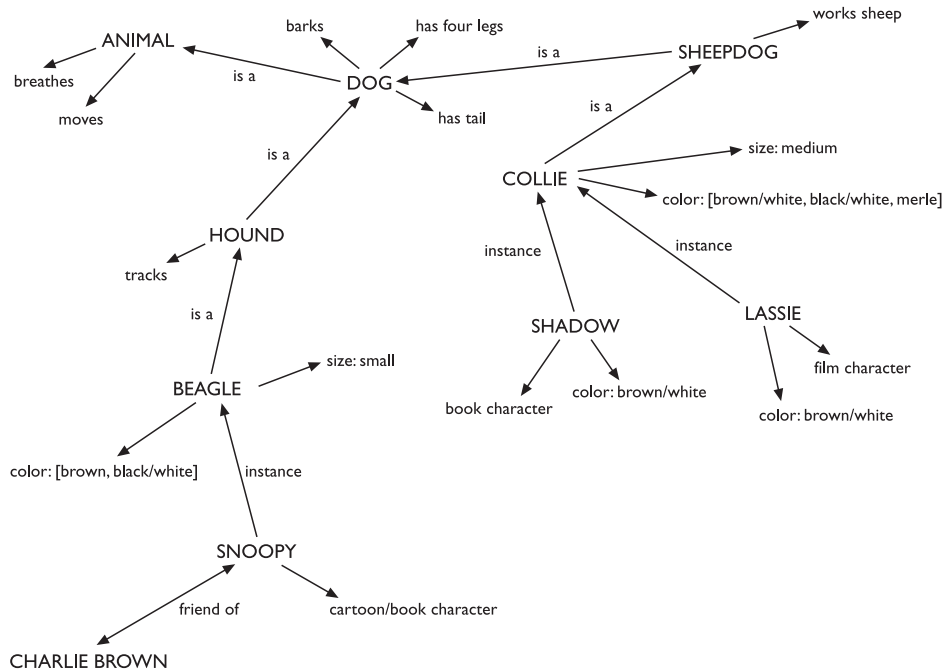 works sheep
barks
has four legs
ANIMAL
is a
SHEEPDOG
breathes
is a
DOG
moves
has tail
is a
is a
size: medium
COLLIE
color: [brown/white, black/white, merle]
HOUND
tracks
instance
instance
is a
SHADOW
LASSIE
size: small
film character
BEAGLE
book character
color: brown/white
color: brown/white
color: [brown, black/white]
instance
SNOOPY
friend of
cartoon/book character
CHARLIE BROWN